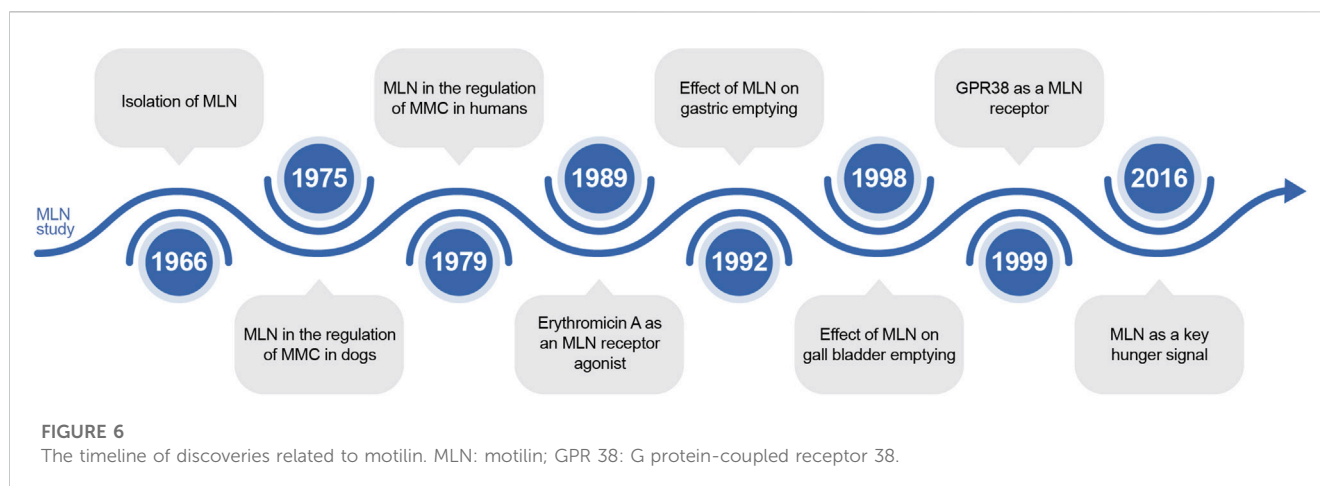 MLN
study
Isolation of MLN
1966
1975
MLN in the regulation
of MMC in dogs
MLN in the regulation
of MMC in humans
1979
1989
Erythromicin A as
an MLN receptor
agonist
Effect of MLN on
gastric emptying
1992
1998
Effect of MLN on
gall bladder emptying
GPR38 as a MLN
receptor
1999
2016
MLN as a key
hunger signal
FIGURE 6
The timeline of discoveries related to motilin. MLN: motilin; GPR 38: G protein-coupled receptor 38.